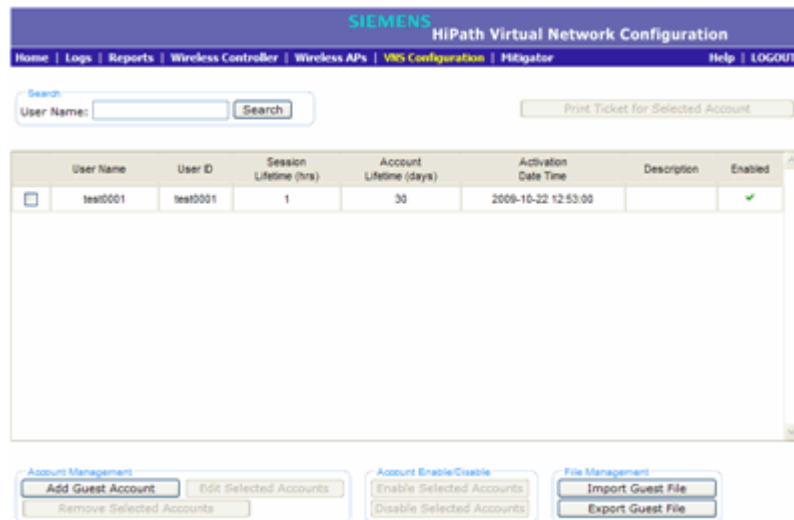 SIEMENS
HiPath Virtual Network Configuration
Home | Logs | Reports | Wireless Controller | Wireless APs | VNS Configuration | Mitigator Help | LOGOUT
Search
User Name: Search Print Ticket for Selected Account
User Name User ID Session Lifetime (hrs) Account Lifetime (days) Activation Date Time Description Enabled
test0001 test0001 1 30 2009-10-22 12:53:00
Account Management Account Enable/Disable File Management
Add Guest Account Edit Selected Accounts Enable Selected Accounts Import Guest File
Remove Selected Accounts Disable Selected Accounts Export Guest File